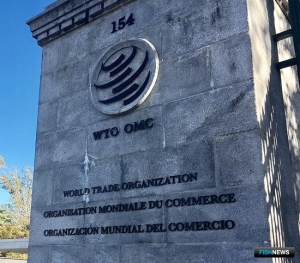 154
WTO OMC
WORLD TRADE ORGANIZATION
ORGANISATION MONDIALE DU COMMERCE
ORGANIZACIÓN MUNDIAL DEL COMERCIO
FISHNEWS